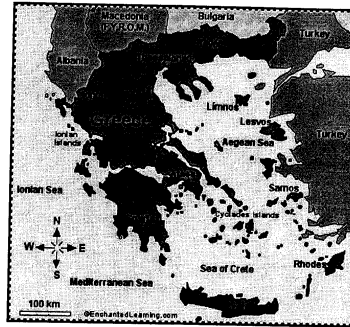 Macedonia
(F.Y.R.O.M.)
Bulgaria
Turkey
Albania
Greece
Limnos
Lesvos
Turkey
Ionian
Islands
Aegean Sea
Ionian Sea
Samos
Cyclades Islands
N
W
E
S
Rhodes
Sea of Crete
Mediterranean Sea
100 km
©EnchantedLearning.com